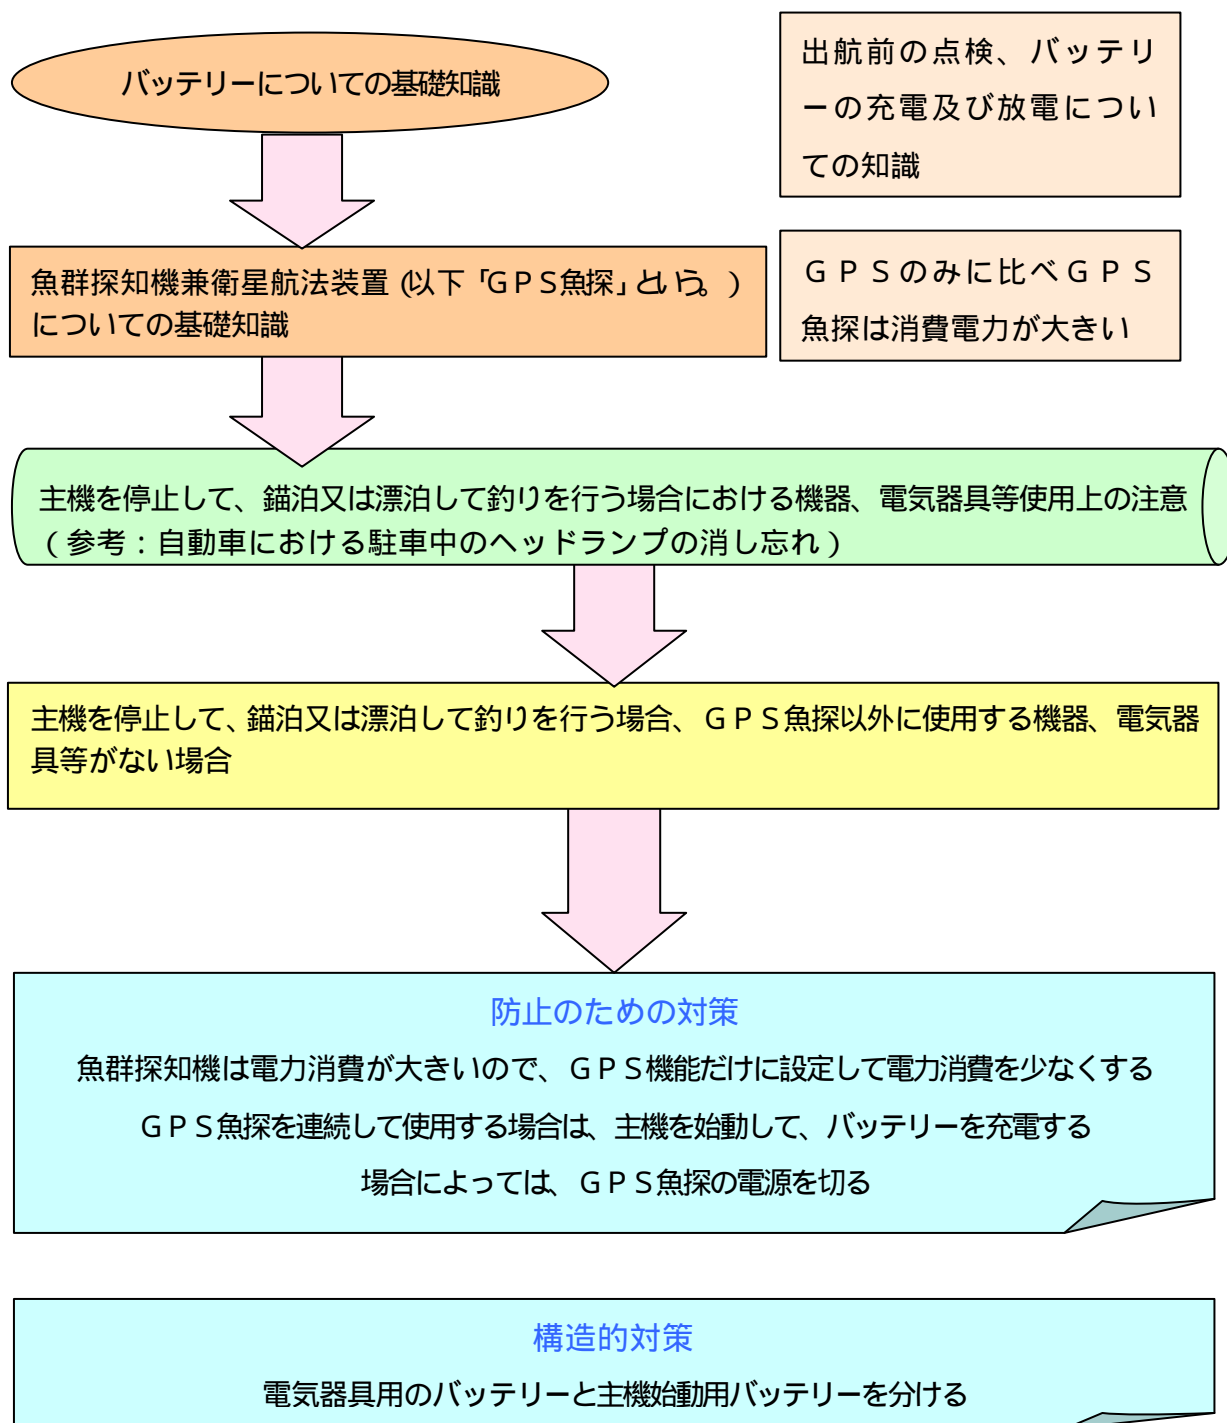 バッテリーについての基礎知識
出航前の点検、バッテリ
ーの充電及び放電につい
ての知識
魚群探知機兼衛星航法装置(以下「GPS魚探」という。)
についての基礎知識
GPSのみに比べGPS
魚探は消費電力が大きい
主機を停止して、錨泊又は漂泊して釣りを行う場合における機器、電気器具等使用上の注意
(参考:自動車における駐車中のヘッドランプの消し忘れ)
主機を停止して、錨泊又は漂泊して釣りを行う場合、GPS魚探以外に使用する機器、電気器
具等がない場合
防止のための対策
魚群探知機は電力消費が大きいので、GPS機能だけに設定して電力消費を少なくする
GPS魚探を連続して使用する場合は、主機を始動して、バッテリーを充電する
場合によっては、GPS魚探の電源を切る
構造的対策
電気器具用のバッテリーと主機始動用バッテリーを分ける